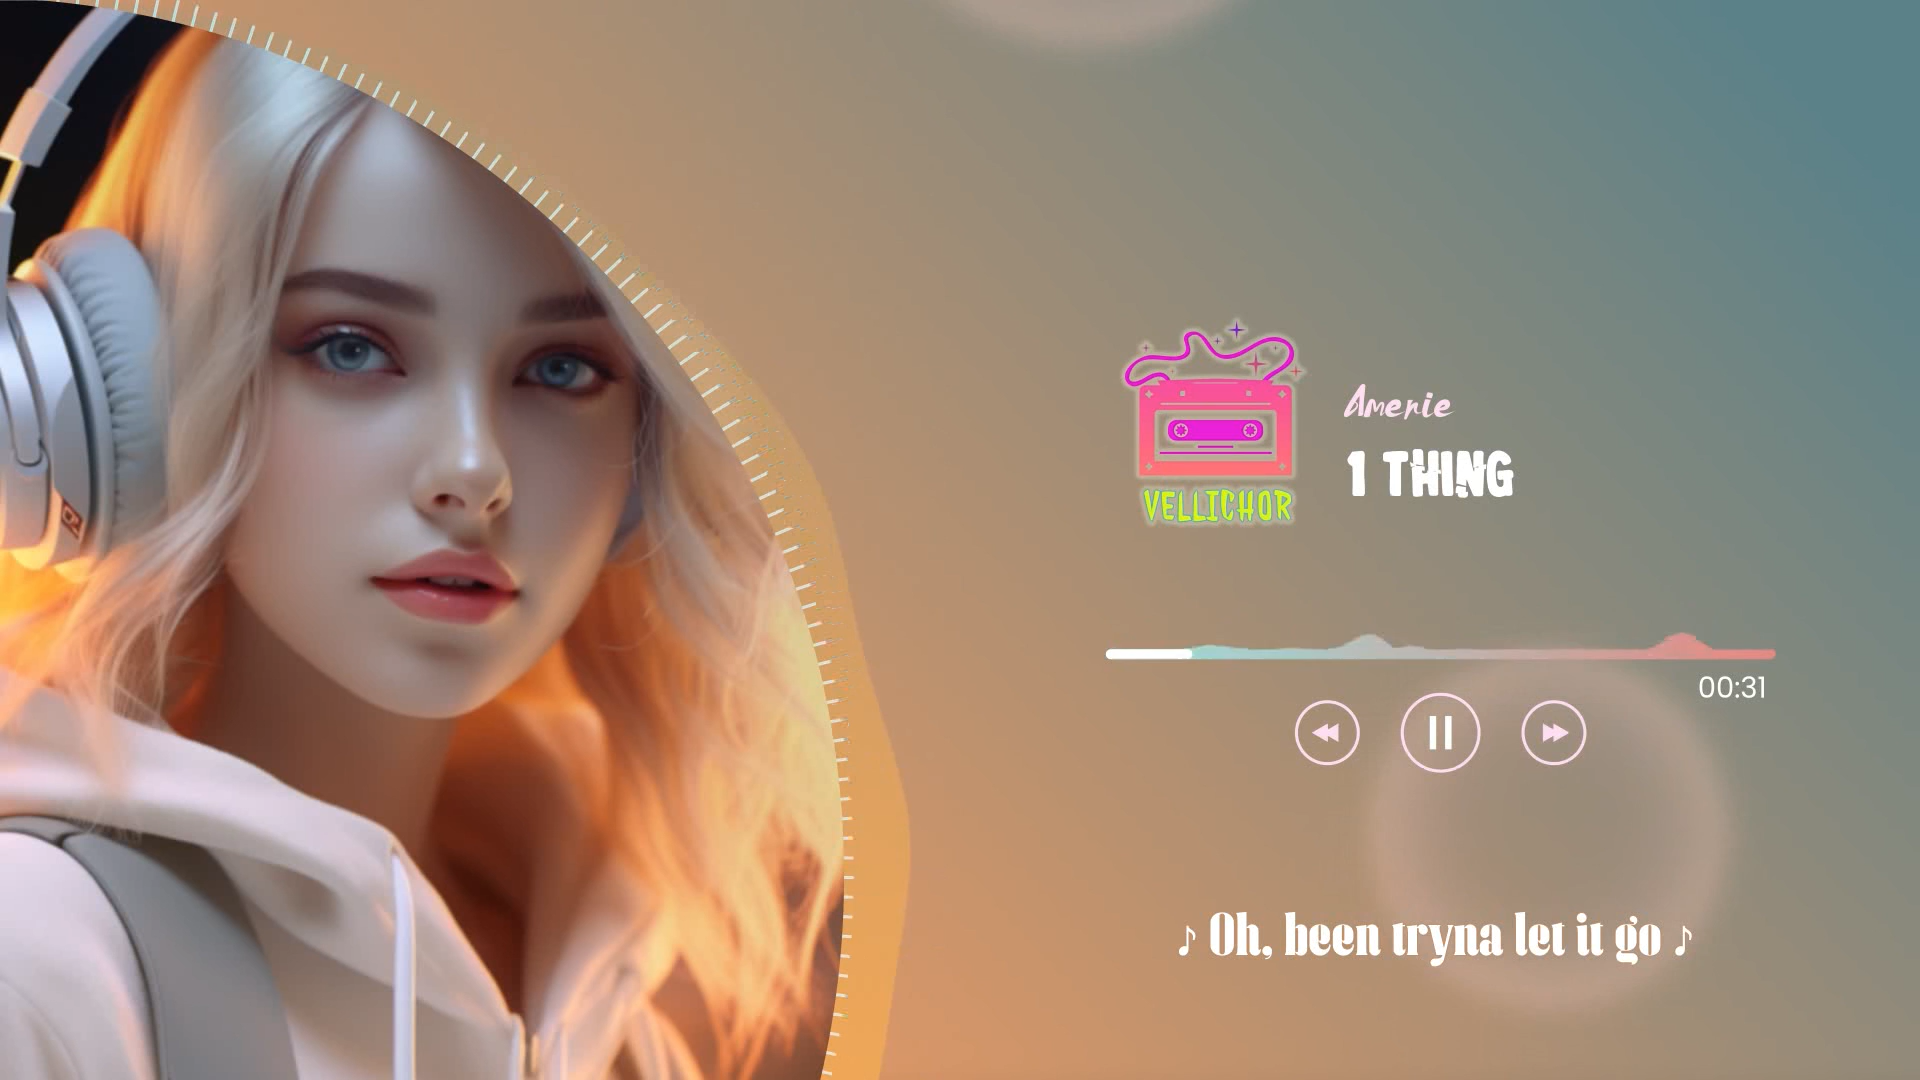 Amerie
1 THING
VELLICHOR
00:31
♪ Oh, been tryna let it go ♪